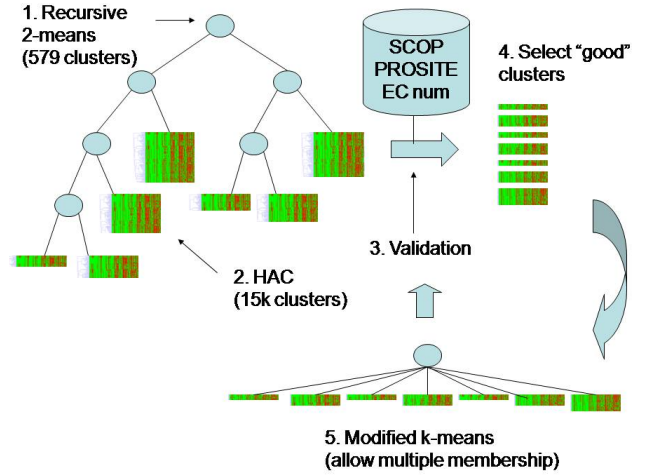 1. Recursive
2-means
(579 clusters)
SCOP
PROSITE
EC num
4. Select “good”
clusters
3. Validation
2. HAC
(15k clusters)
5. Modified k-means
(allow multiple membership)